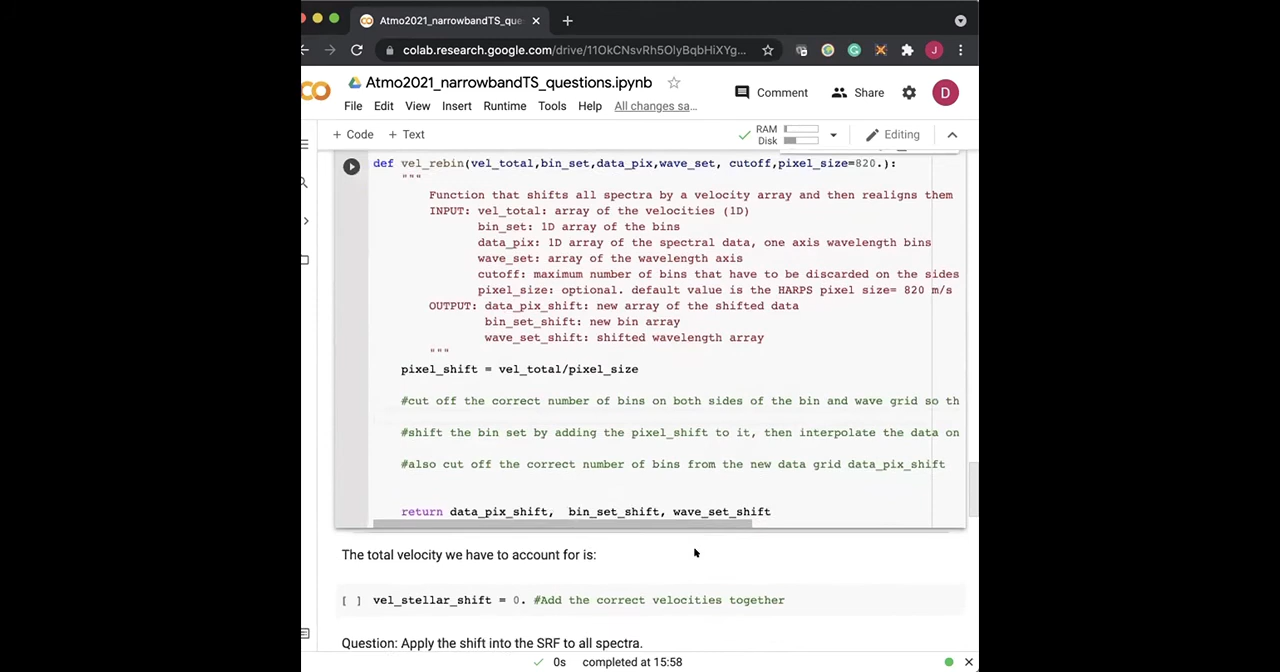 Atmo2021_narrowbandTS_que
colab.research.google.com/drive/11OkCNsvRh5OlyBqbHiXYg...
J
Atmo2021_narrowbandTS_questions.ipynb
Comment
Share
D
File Edit View Insert Runtime Tools Help All changes sa...
+ Code + Text
RAM
Disk
Editing
def vel_rebin(vel_total,bin_set,data_pix,wave_set, cutoff,pixel_size=820.):
"""
Function that shifts all spectra by a velocity array and then realigns them
INPUT: vel_total: array of the velocities (1D)
bin_set: 1D array of the bins
data_pix: 1D array of the spectral data, one axis wavelength bins
wave_set: array of the wavelength axis
cutoff: maximum number of bins that have to be discarded on the sides
pixel_size: optional. default value is the HARPS pixel size= 820 m/s
OUTPUT: data_pix_shift: new array of the shifted data
bin_set_shift: new bin array
wave_set_shift: shifted wavelength array
"""
pixel_shift = vel_total/pixel_size
#cut off the correct number of bins on both sides of the bin and wave grid so th
#shift the bin set by adding the pixel_shift to it, then interpolate the data on
#also cut off the correct number of bins from the new data grid data_pix_shift
return data_pix_shift, bin_set_shift, wave_set_shift
The total velocity we have to account for is:
[ ] vel_stellar_shift = 0. #Add the correct velocities together
Question: Apply the shift into the SRF to all spectra.
0s completed at 15:58